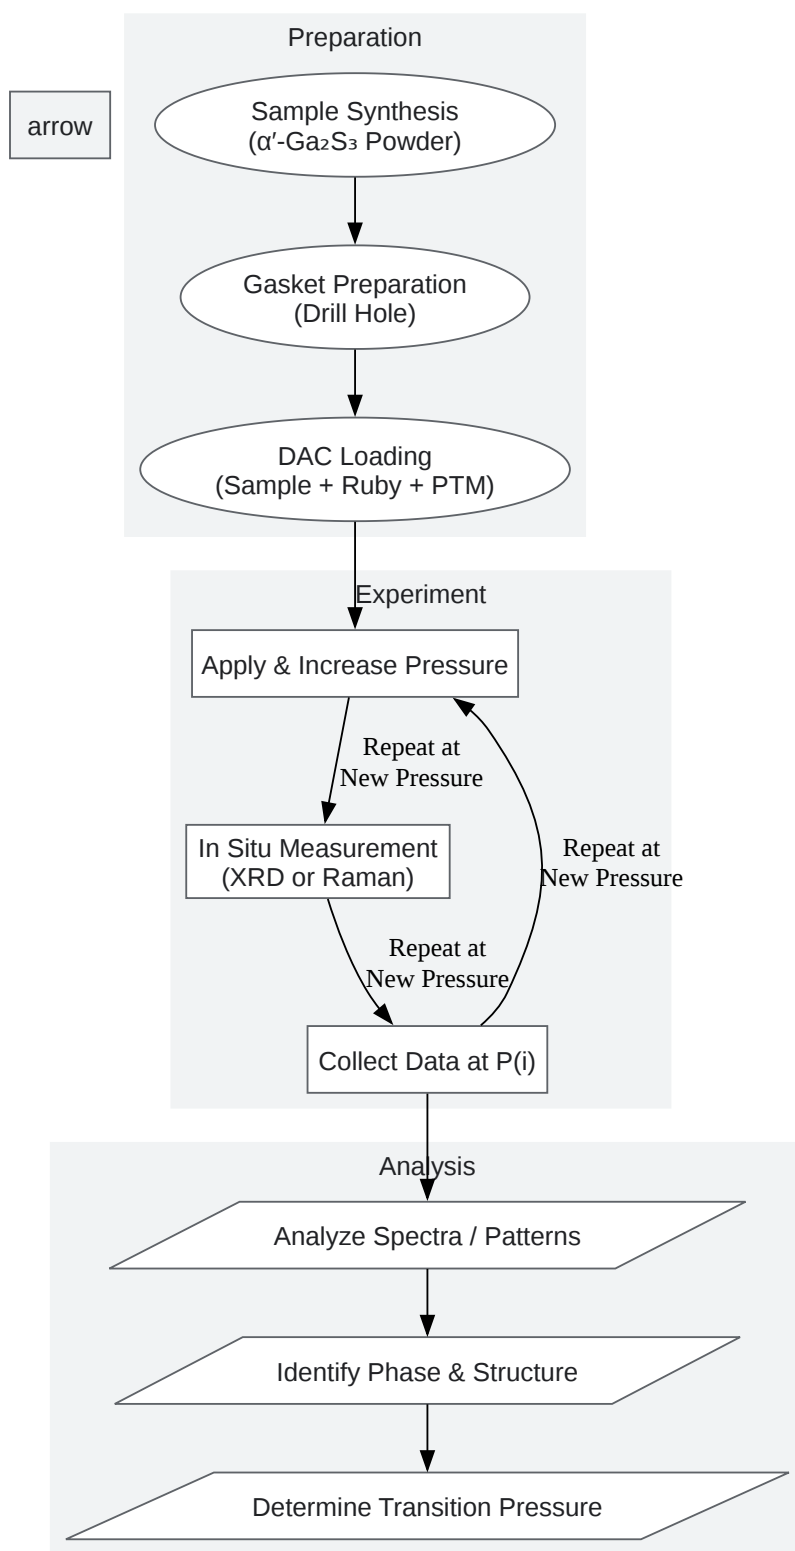 Preparation
arrow
Sample Synthesis
(α′-Ga₂S₃ Powder)
Gasket Preparation
(Drill Hole)
DAC Loading
(Sample + Ruby + PTM)
Experiment
Apply & Increase Pressure
Repeat at
New Pressure
In Situ Measurement
(XRD or Raman)
Repeat at
New Pressure
Repeat at
New Pressure
Collect Data at P(i)
Analysis
Analyze Spectra / Patterns
Identify Phase & Structure
Determine Transition Pressure